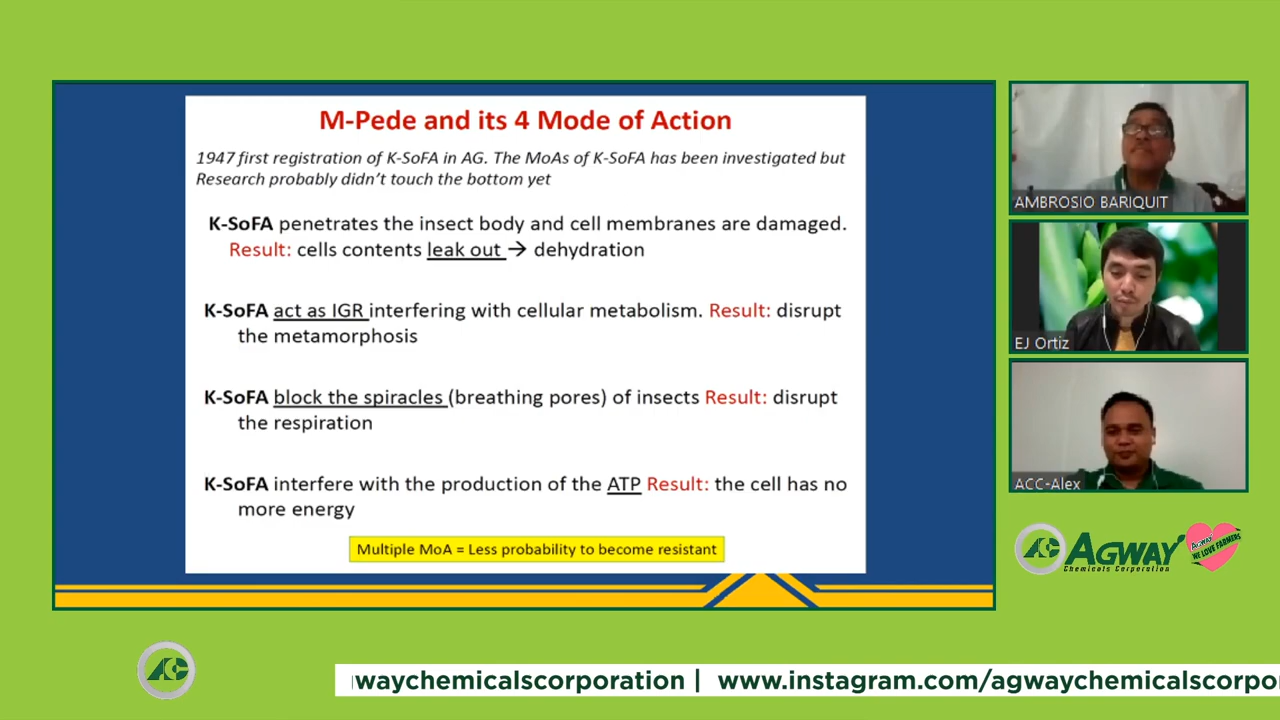 M-Pede and its 4 Mode of Action
1947 first registration of K-SoFA in AG. The MoAs of K-SoFA has been investigated but
Research probably didn't touch the bottom yet
K-SoFA penetrates the insect body and cell membranes are damaged.
Result: cells contents leak out → dehydration
K-SoFA act as IGR interfering with cellular metabolism. Result: disrupt
the metamorphosis
K-SoFA block the spiracles (breathing pores) of insects Result: disrupt
the respiration
K-SoFA interfere with the production of the ATP Result: the cell has no
more energy
Multiple MoA = Less probability to become resistant
AMBROSIO BARIQUIT
EJ Ortiz
ACC-Alex
AC AGWAY
Chemicals Corporation
AGWAY
WE LOVE FARMERS
AC
waychemicalscorporation | www.instagram.com/agwaychemicalscorpor